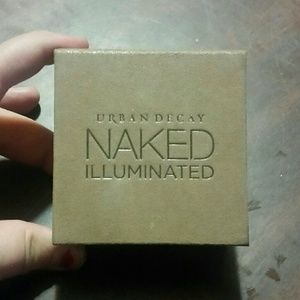 URBAN DECAY
NAKED
ILLUMINATED